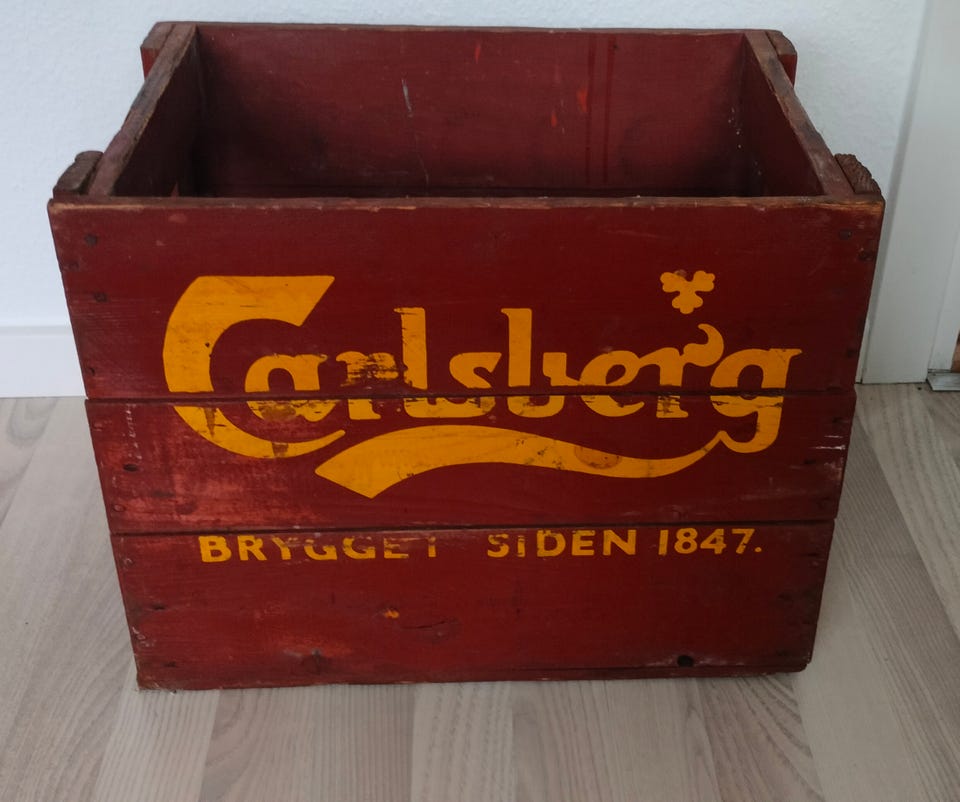 Carlsberg
BRYGGET SIDEN 1847.